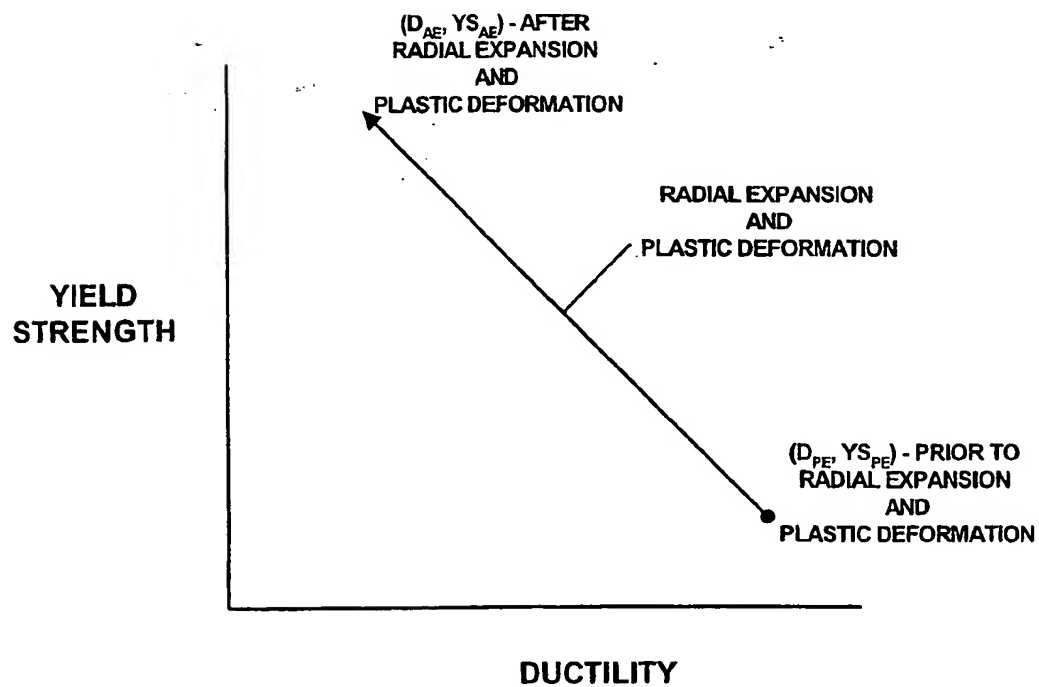 (D_AE, YS_AE) - AFTER
RADIAL EXPANSION
AND
PLASTIC DEFORMATION
RADIAL EXPANSION
AND
PLASTIC DEFORMATION
YIELD
STRENGTH
(D_PE, YS_PE) - PRIOR TO
RADIAL EXPANSION
AND
PLASTIC DEFORMATION
DUCTILITY